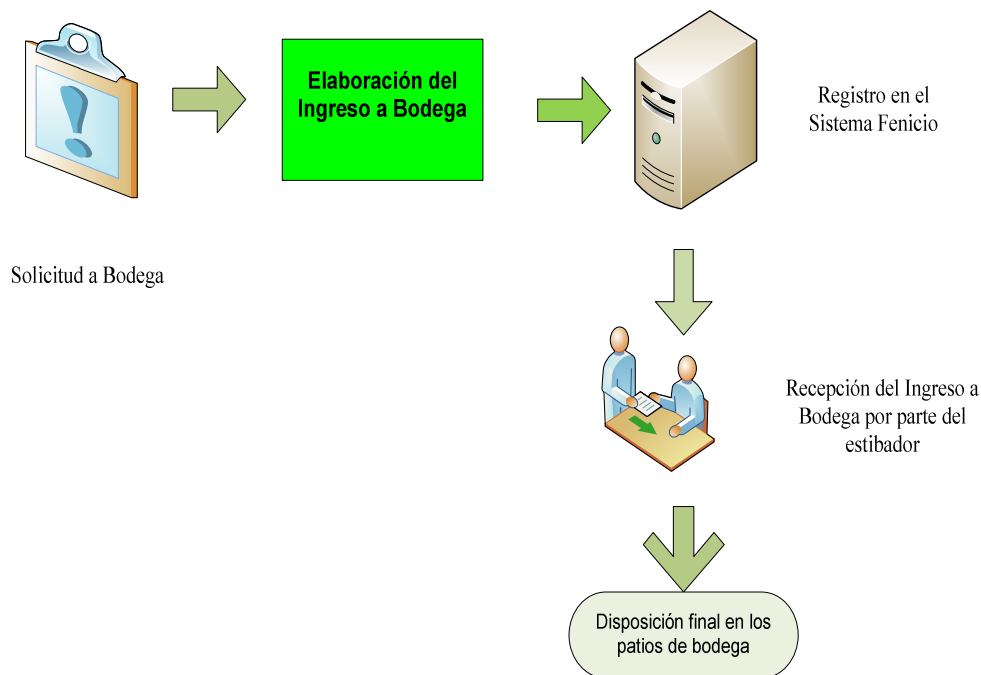 Elaboración del
Ingreso a Bodega
Registro en el
Sistema Fenicio
Solicitud a Bodega
Recepción del Ingreso a
Bodega por parte del
estibador
Disposición final en los
patios de bodega